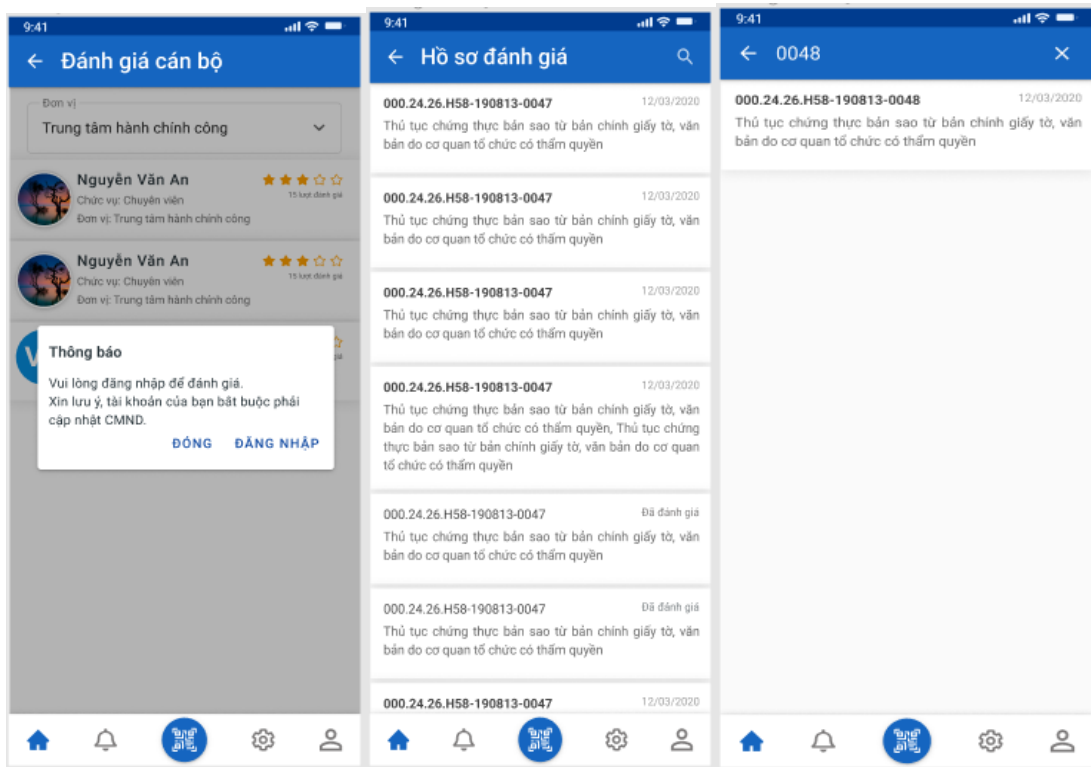 9:41
Đánh giá cán bộ
Đơn vị
Trung tâm hành chính công
Nguyễn Văn An
Chức vụ: Chuyên viên
15 lượt đánh giá
Đơn vị: Trung tâm hành chính công
Nguyễn Văn An
Chức vụ: Chuyên viên
15 lượt đánh giá
Đơn vị: Trung tâm hành chính công
V
Thông báo
Vui lòng đăng nhập để đánh giá.
Xin lưu ý, tài khoản của bạn bắt buộc phải
cập nhật CMND.
ĐÓNG ĐĂNG NHẬP
9:41
Hồ sơ đánh giá
000.24.26.H58-190813-0047 12/03/2020
Thủ tục chứng thực bản sao từ bản chính giấy tờ, văn
bản do cơ quan tổ chức có thẩm quyền
000.24.26.H58-190813-0047 12/03/2020
Thủ tục chứng thực bản sao từ bản chính giấy tờ, văn
bản do cơ quan tổ chức có thẩm quyền
000.24.26.H58-190813-0047 12/03/2020
Thủ tục chứng thực bản sao từ bản chính giấy tờ, văn
bản do cơ quan tổ chức có thẩm quyền
000.24.26.H58-190813-0047 12/03/2020
Thủ tục chứng thực bản sao từ bản chính giấy tờ, văn
bản do cơ quan tổ chức có thẩm quyền, Thủ tục chứng
thực bản sao từ bản chính giấy tờ, văn bản do cơ quan
tổ chức có thẩm quyền
000.24.26.H58-190813-0047 Đã đánh giá
Thủ tục chứng thực bản sao từ bản chính giấy tờ, văn
bản do cơ quan tổ chức có thẩm quyền
000.24.26.H58-190813-0047 Đã đánh giá
Thủ tục chứng thực bản sao từ bản chính giấy tờ, văn
bản do cơ quan tổ chức có thẩm quyền
000.24.26.H58-190813-0047 12/03/2020
9:41
0048
000.24.26.H58-190813-0048 12/03/2020
Thủ tục chứng thực bản sao từ bản chính giấy tờ, văn
bản do cơ quan tổ chức có thẩm quyền